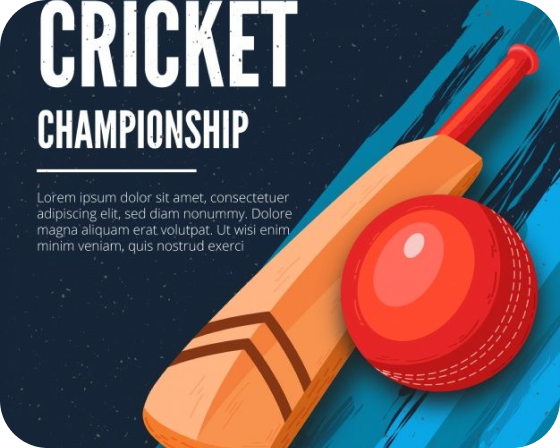 CRICKET
CHAMPIONSHIP
Lorem ipsum dolor sit amet, consectetuer
adipiscing elit, sed diam nonummy. Dolore
magna aliquam erat volutpat. Ut wisi enim
minim veniam, quis nostrud exerci